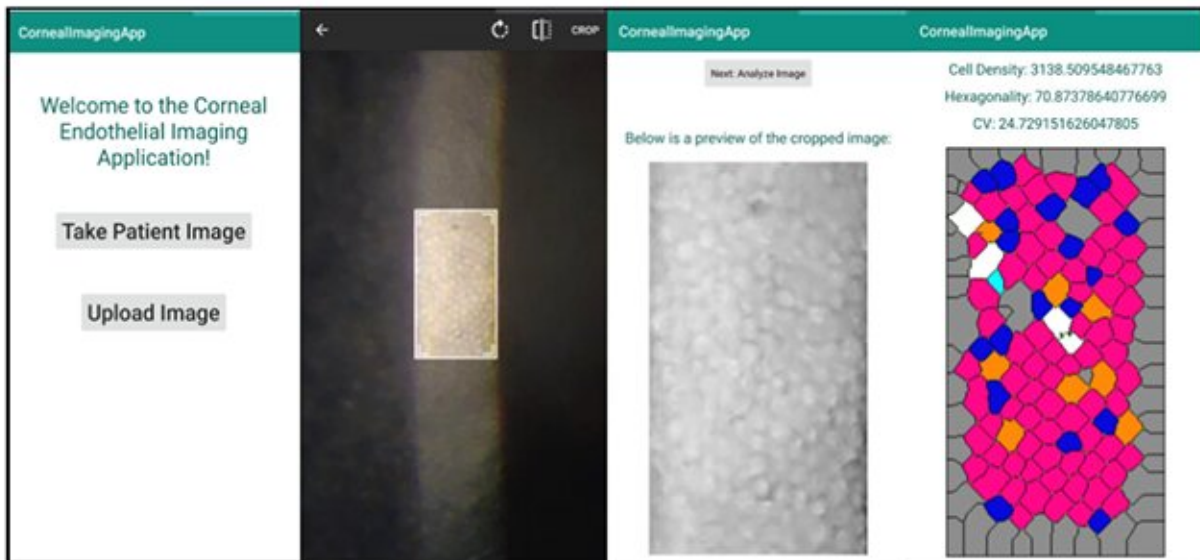 CornealImagingApp
Welcome to the Corneal
Endothelial Imaging
Application!
Take Patient Image
Upload Image
CROP
CornealImagingApp
Next: Analyze Image
Below is a preview of the cropped image:
CornealImagingApp
Cell Density: 3138.509548467763
Hexagonality: 70.87378640776699
CV: 24.729151626047805